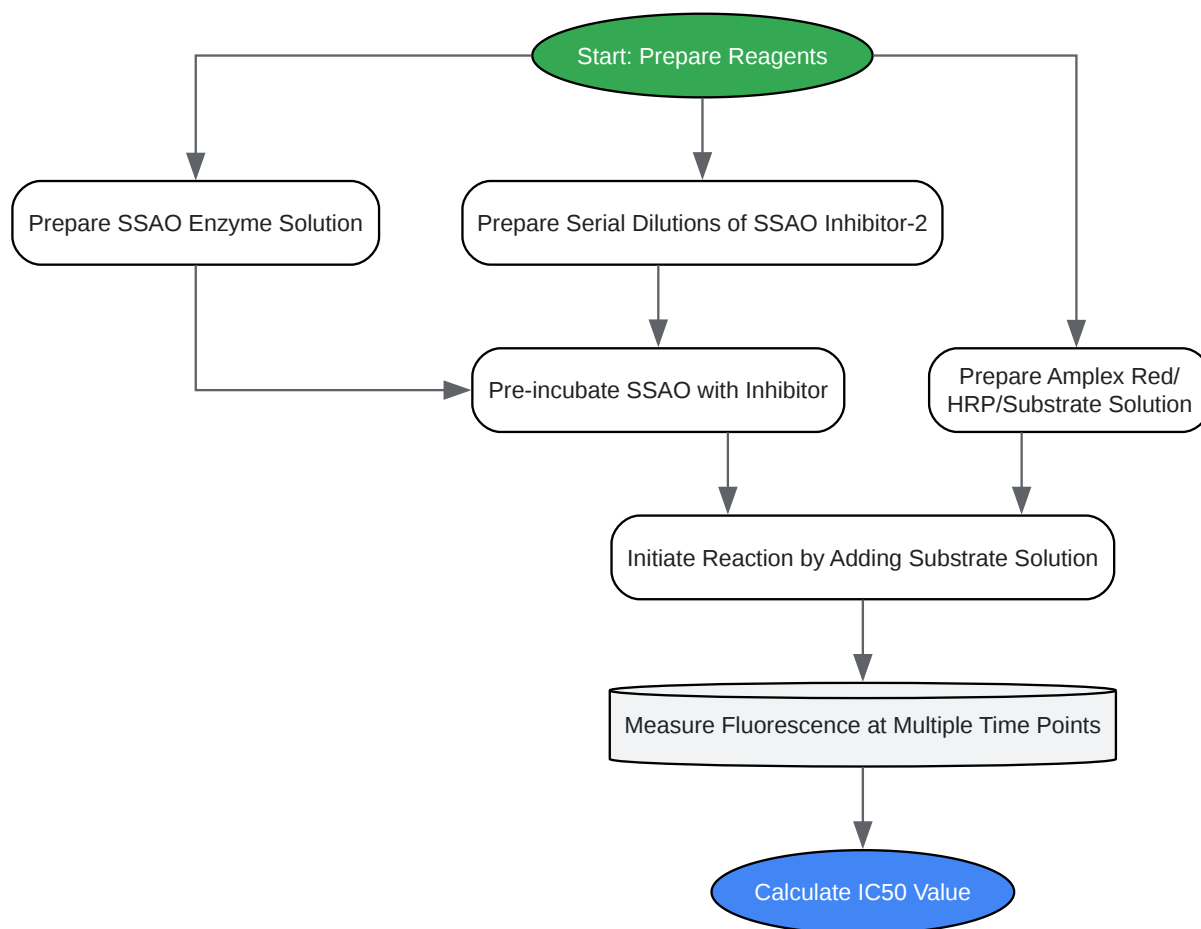 Start: Prepare Reagents
Prepare SSAO Enzyme Solution
Prepare Serial Dilutions of SSAO Inhibitor-2
Pre-incubate SSAO with Inhibitor
Prepare Amplex Red/
HRP/Substrate Solution
Initiate Reaction by Adding Substrate Solution
Measure Fluorescence at Multiple Time Points
Calculate IC50 Value